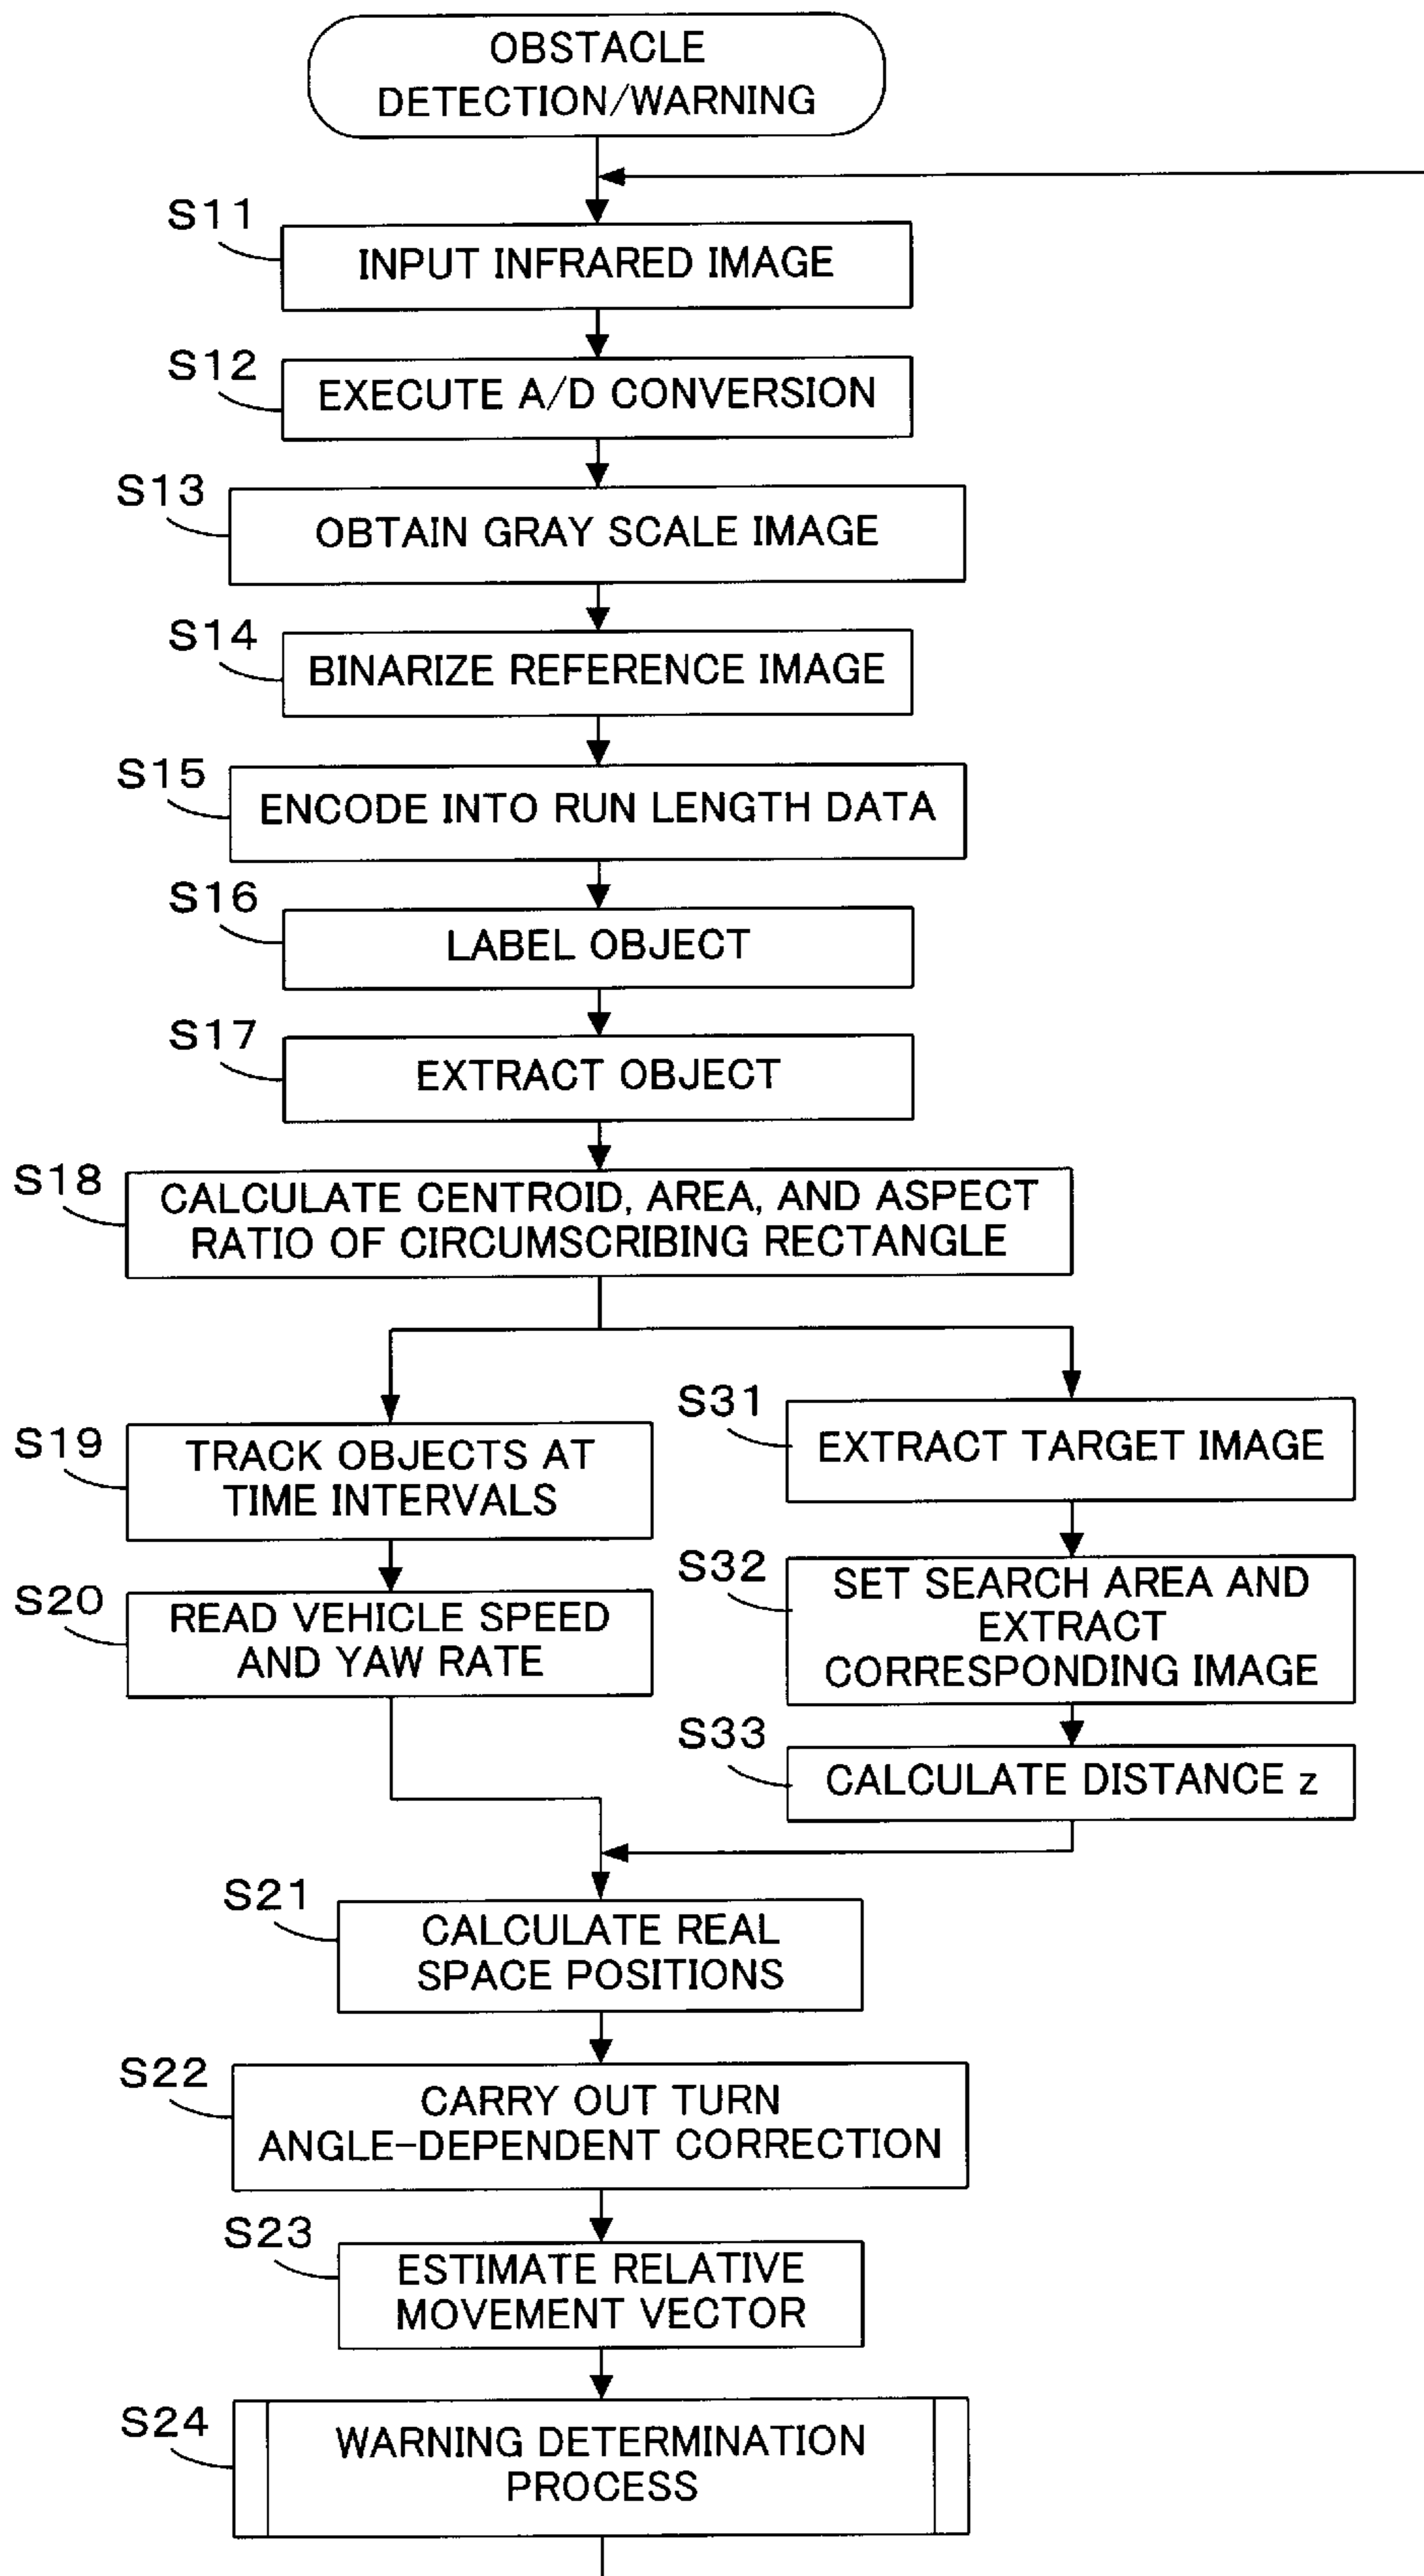 OBSTACLE
DETECTION/WARNING
S11
INPUT INFRARED IMAGE
S12
EXECUTE A/D CONVERSION
S13
OBTAIN GRAY SCALE IMAGE
S14
BINARIZE REFERENCE IMAGE
S15
ENCODE INTO RUN LENGTH DATA
S16
LABEL OBJECT
S17
EXTRACT OBJECT
S18
CALCULATE CENTROID, AREA, AND ASPECT
RATIO OF CIRCUMSCRIBING RECTANGLE
S19
TRACK OBJECTS AT
TIME INTERVALS
S20
READ VEHICLE SPEED
AND YAW RATE
S31
EXTRACT TARGET IMAGE
S32
SET SEARCH AREA AND
EXTRACT
CORRESPONDING IMAGE
S33
CALCULATE DISTANCE z
S21
CALCULATE REAL
SPACE POSITIONS
S22
CARRY OUT TURN
ANGLE-DEPENDENT CORRECTION
S23
ESTIMATE RELATIVE
MOVEMENT VECTOR
S24
WARNING DETERMINATION
PROCESS